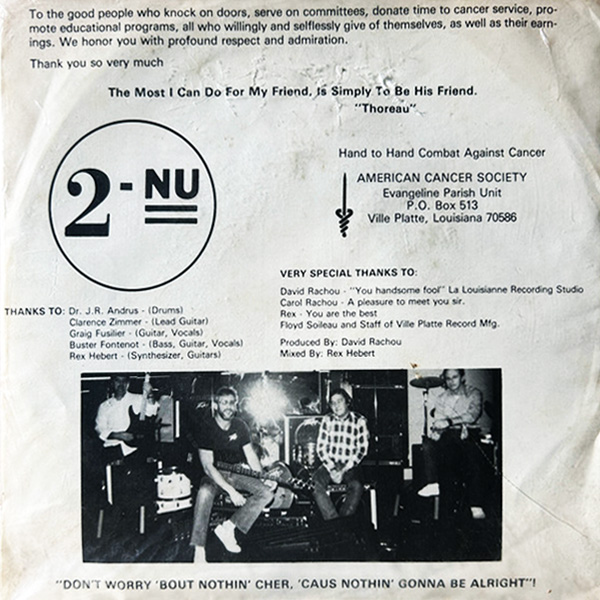 To the good people who knock on doors, serve on committees, donate time to cancer service, pro-
mote educational programs, all who willingly and selflessly give of themselves, as well as their earn-
ings. We honor you with profound respect and admiration.
Thank you so very much
The Most I Can Do For My Friend, Is Simply To Be His Friend.
"Thoreau"
2-NU
Hand to Hand Combat Against Cancer
AMERICAN CANCER SOCIETY
Evangeline Parish Unit
P.O. Box 513
Ville Platte, Louisiana 70586
VERY SPECIAL THANKS TO:
David Rachou - "You handsome fool" La Louisianne Recording Studio
Carol Rachou - A pleasure to meet you sir.
Rex - You are the best
Floyd Soileau and Staff of Ville Platte Record Mfg.
Produced By: David Rachou
Mixed By: Rex Hebert
THANKS TO: Dr. J.R. Andrus - (Drums)
Clarence Zimmer - (Lead Guitar)
Graig Fusilier - (Guitar, Vocals)
Buster Fontenot - (Bass, Guitar, Vocals)
Rex Hebert - (Synthesizer, Guitars)
"DON'T WORRY 'BOUT NOTHIN' CHER, 'CAUS NOTHIN' GONNA BE ALRIGHT"!